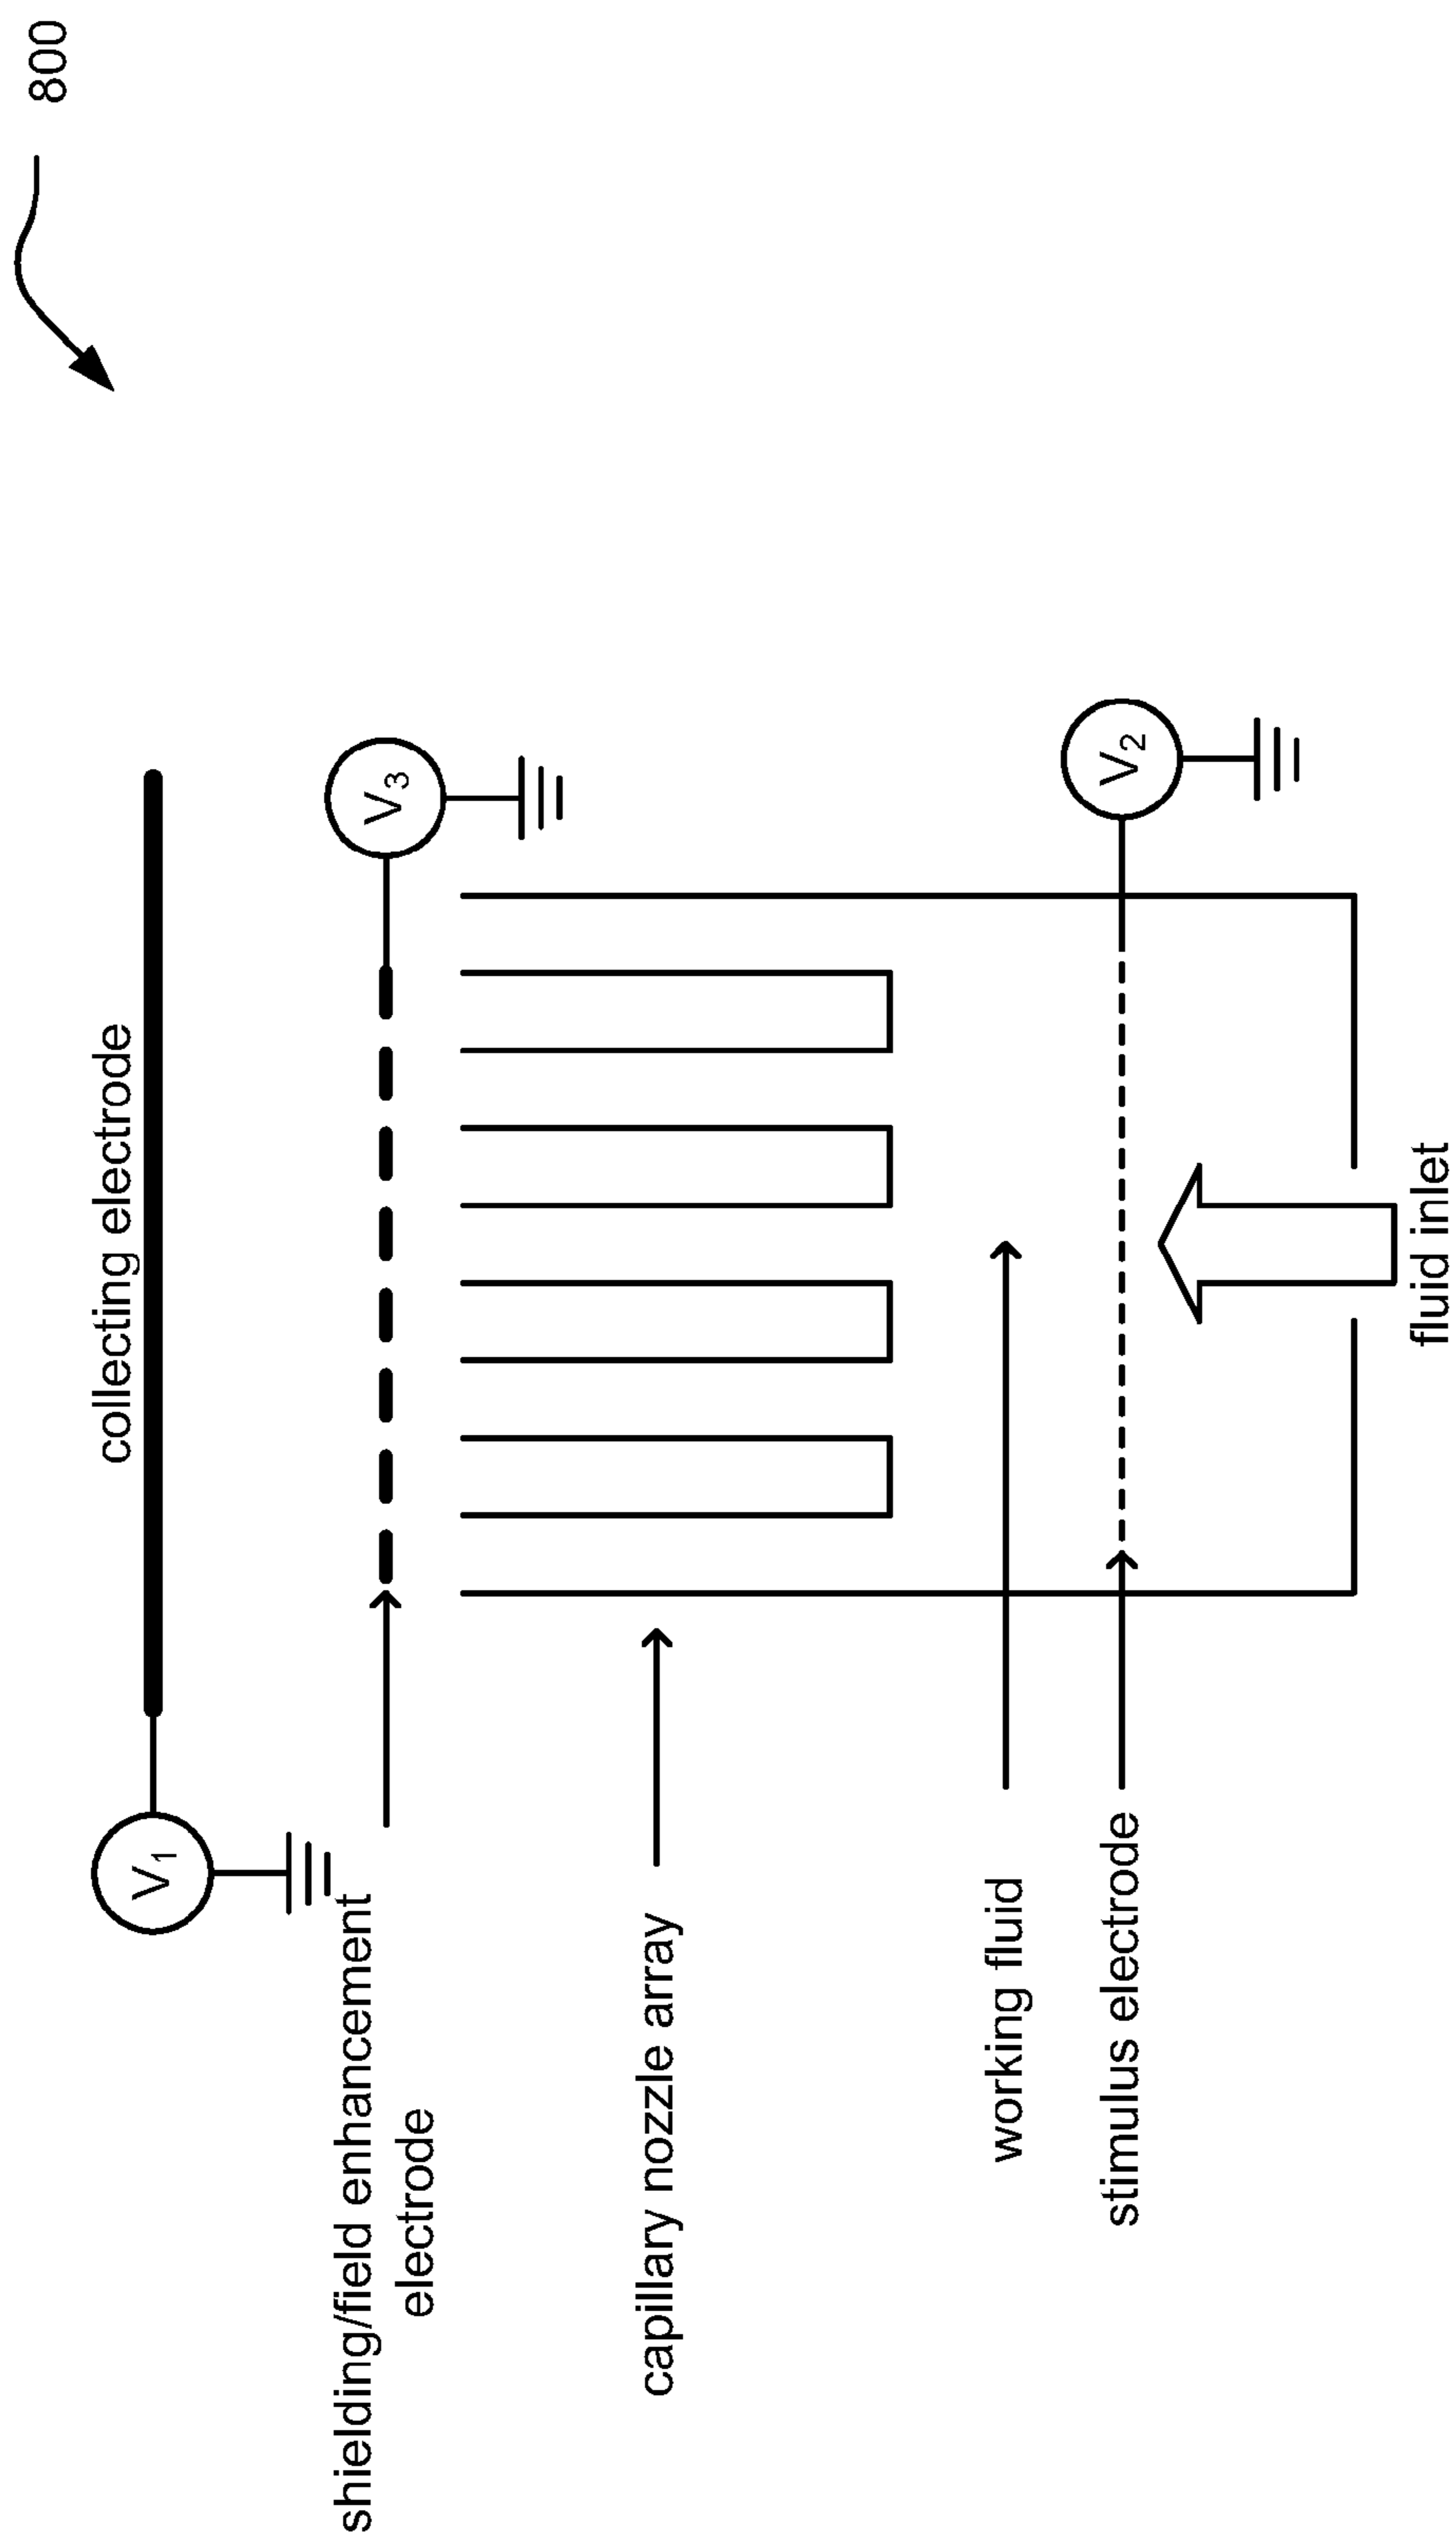 800
collecting electrode
V1
shielding/field enhancement
electrode
V3
capillary nozzle array
working fluid
stimulus electrode
V2
fluid inlet